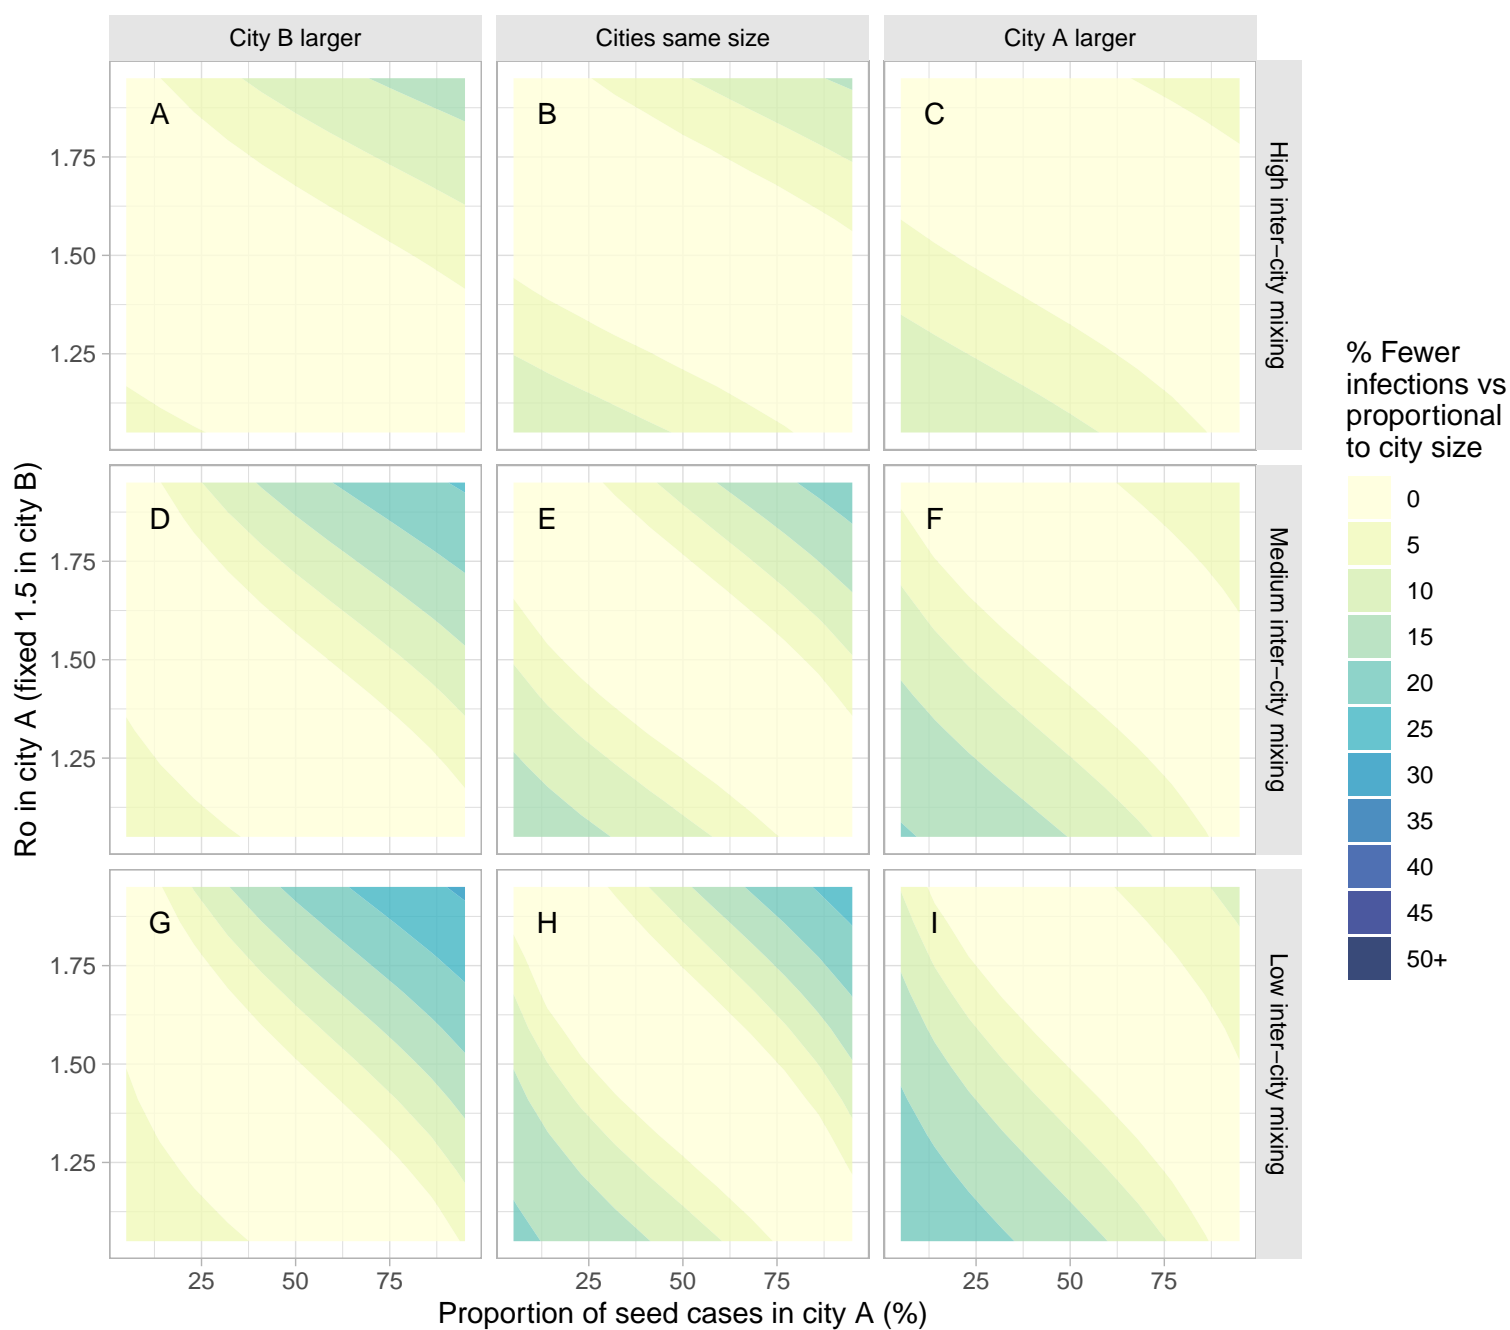 City B larger
Cities same size
City A larger
A
B
C
High inter−city mixing
1.75
1.50
1.25
D
E
F
Medium inter−city mixing
1.75
1.50
1.25
G
H
I
Low inter−city mixing
1.75
1.50
1.25
25
50
75
25
50
75
25
50
75
Ro in city A (fixed 1.5 in city B)
Proportion of seed cases in city A (%)
% Fewer
infections vs
proportional
to city size
0
5
10
15
20
25
30
35
40
45
50+